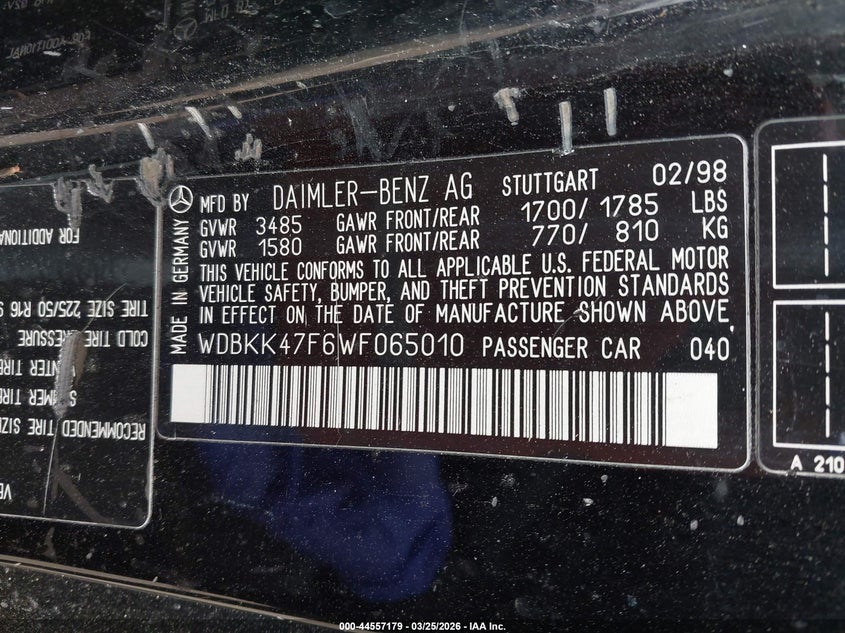 MFD BY DAIMLER-BENZ AG STUTTGART 02/98
GVWR 3485 GAWR FRONT/REAR 1700/ 1785 LBS
GVWR 1580 GAWR FRONT/REAR 770/ 810 KG
THIS VEHICLE CONFORMS TO ALL APPLICABLE U.S. FEDERAL MOTOR
VEHICLE SAFETY, BUMPER, AND THEFT PREVENTION STANDARDS
IN EFFECT ON THE DATE OF MANUFACTURE SHOWN ABOVE.
WDBKK47F6WF065010 PASSENGER CAR 040
MADE IN GERMANY
FOR ADDITIONA
TIRE SIZE 225/50 R16
COLD TIRE PRESSURE
TIRE
TIRE
RECOMMENDED TIRE SIZE
A 210
000-44557179 - 03/25/2026 - IAA Inc.